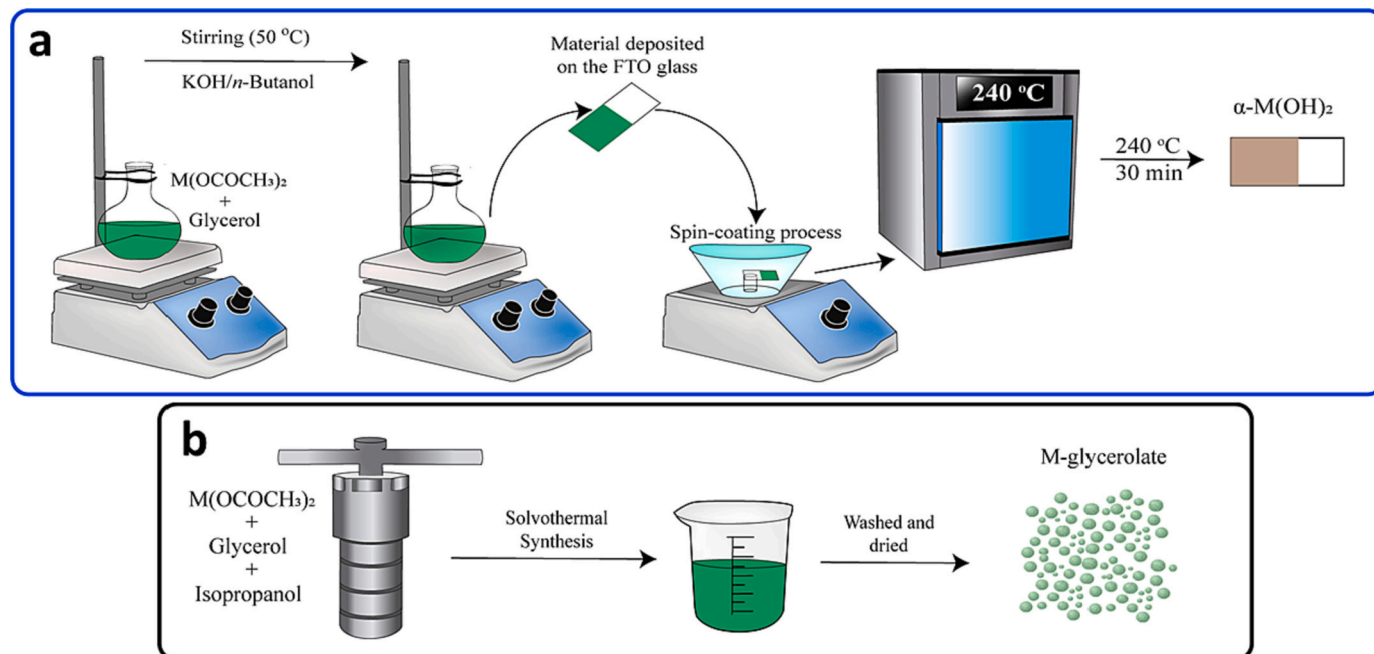 a
Stirring (50 °C)
KOH/n-Butanol
M(OCOCH₃)₂
+
Glycerol
Material deposited
on the FTO glass
Spin-coating process
240 °C
240 °C
30 min
α-M(OH)₂
b
M(OCOCH₃)₂
+
Glycerol
+
Isopropanol
Solvothermal
Synthesis
Washed and
dried
M-glycerolate